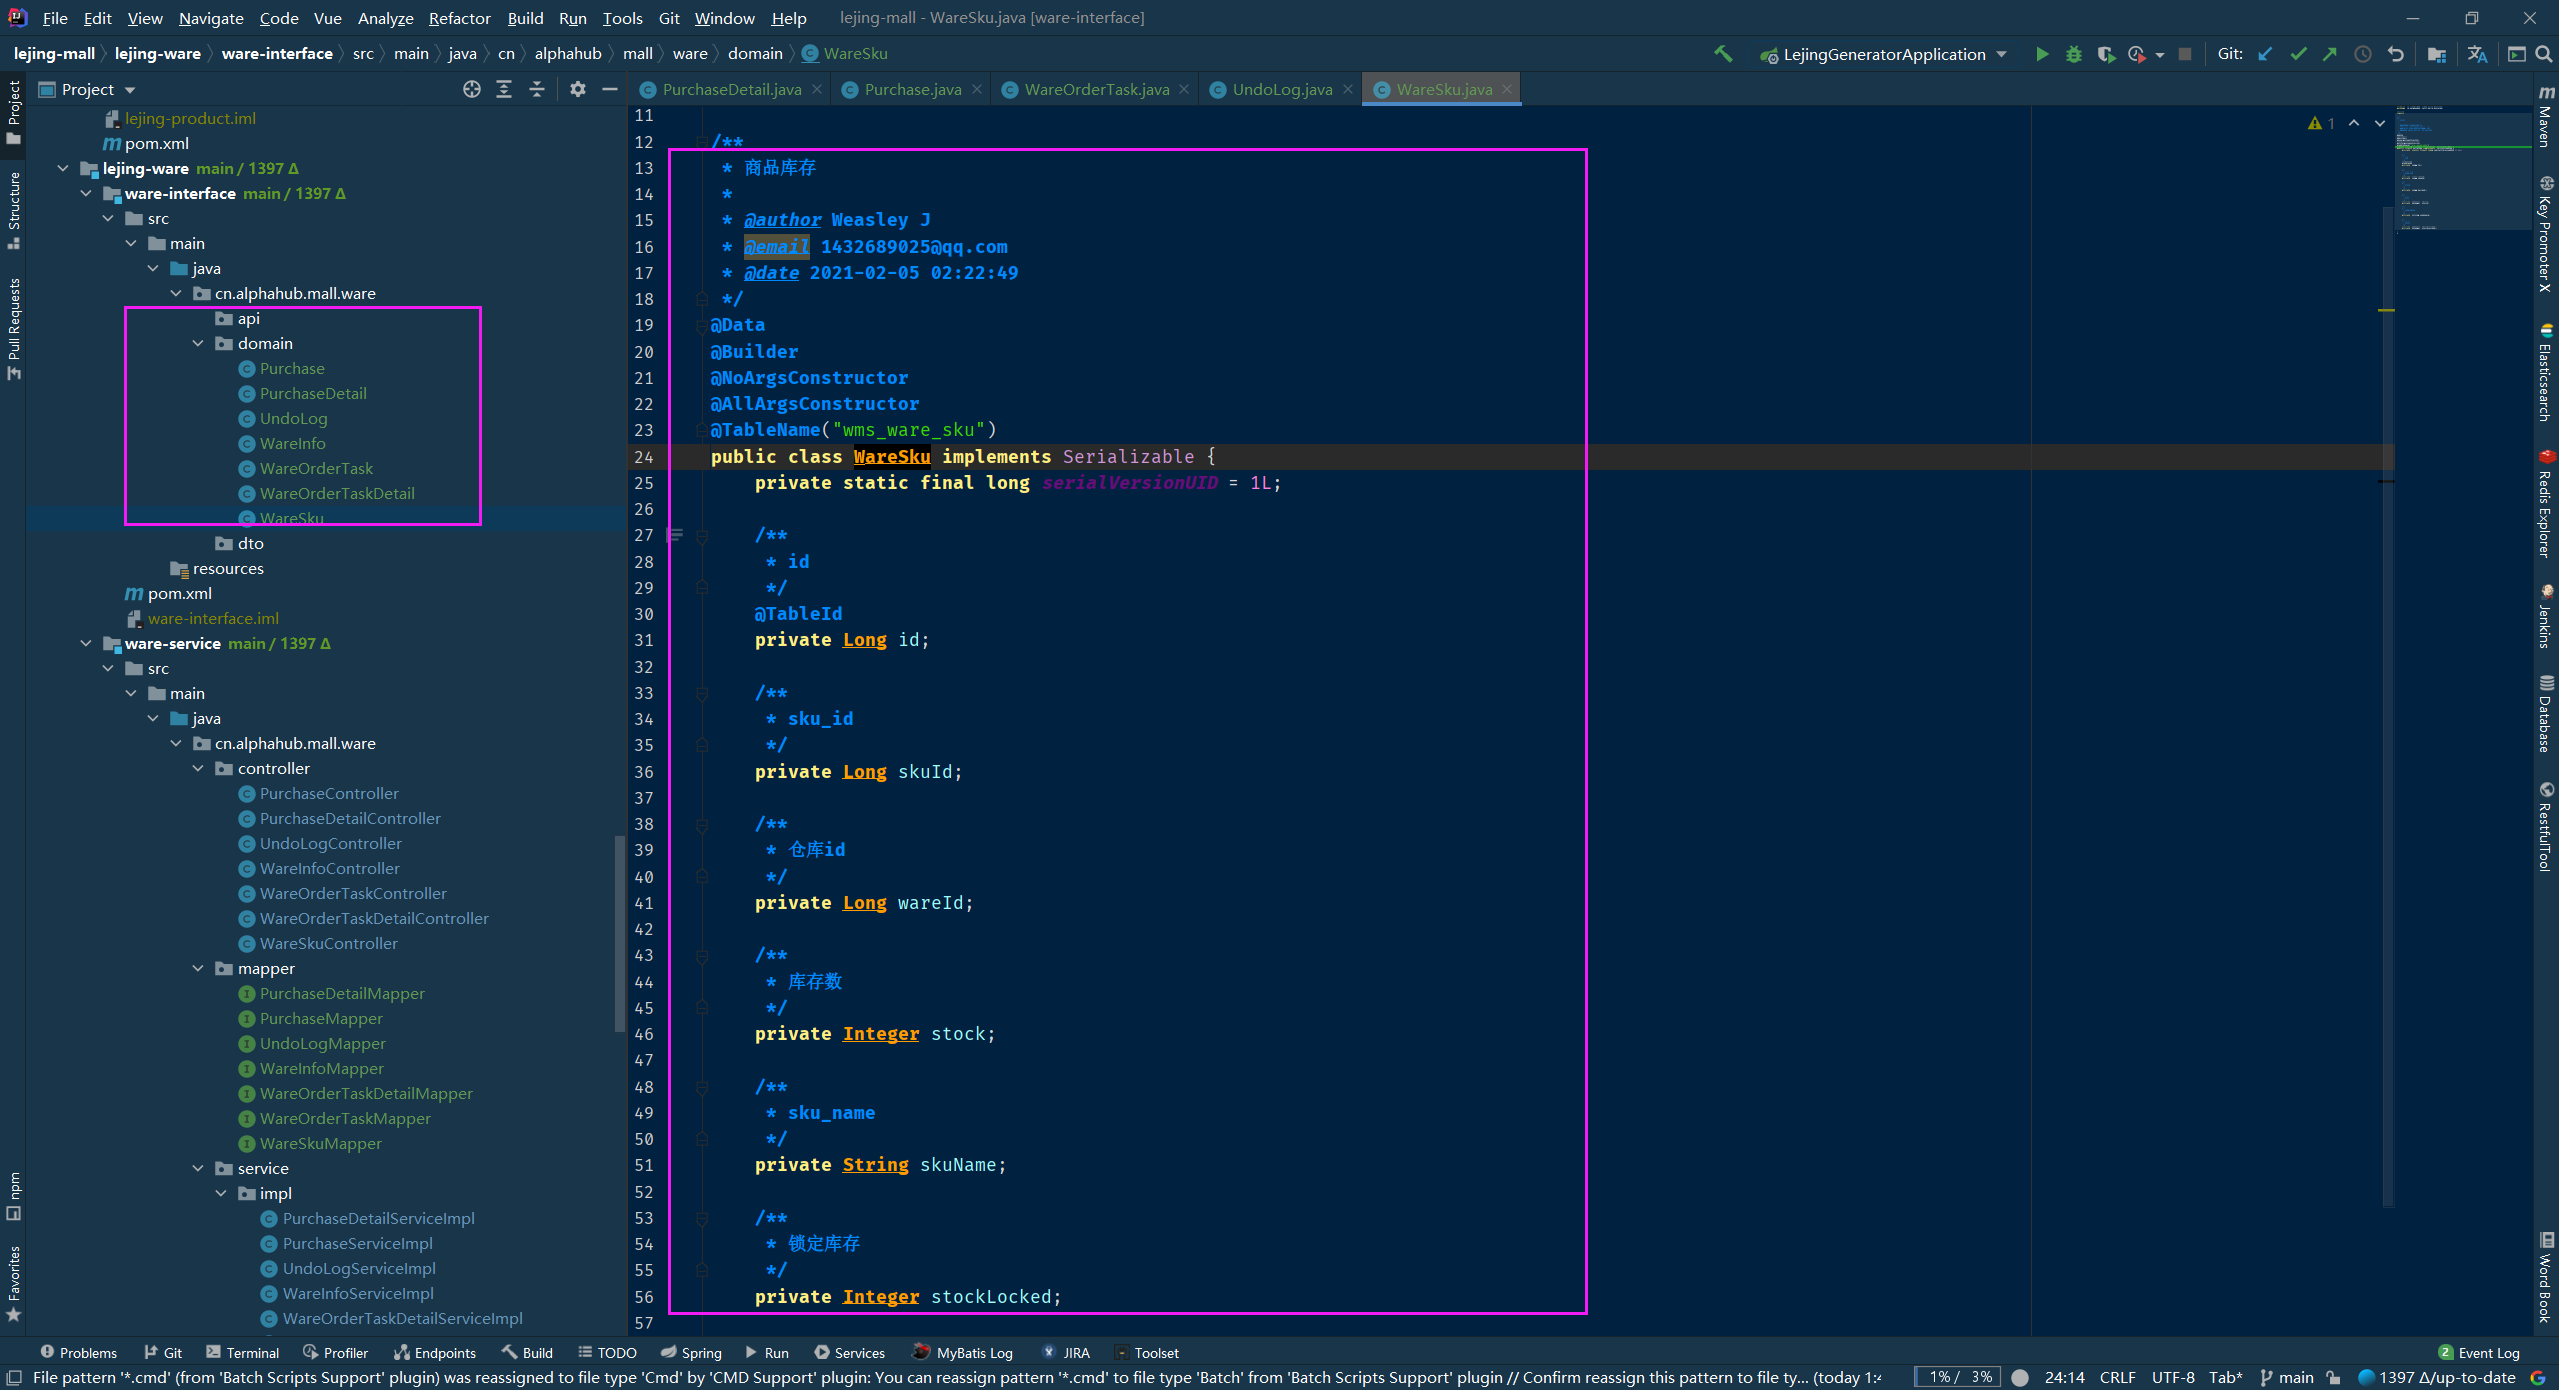 File Edit View Navigate Code Vue Analyze Refactor Build Run Tools Git Window Help lejing-mall - WareSku.java [ware-interface]
lejing-mall lejing-ware ware-interface src main java cn alphahub mall ware domain WareSku LejingGeneratorApplication Git:
Project
PurchaseDetail.java Purchase.java WareOrderTask.java UndoLog.java WareSku.java
lejing-product.iml
pom.xml
lejing-ware main / 1397 Δ
ware-interface main / 1397 Δ
src
main
java
cn.alphahub.mall.ware
api
domain
Purchase
PurchaseDetail
UndoLog
WareInfo
WareOrderTask
WareOrderTaskDetail
WareSku
dto
resources
pom.xml
ware-interface.iml
ware-service main / 1397 Δ
src
main
java
cn.alphahub.mall.ware
controller
PurchaseController
PurchaseDetailController
UndoLogController
WareInfoController
WareOrderTaskController
WareOrderTaskDetailController
WareSkuController
mapper
PurchaseDetailMapper
PurchaseMapper
UndoLogMapper
WareInfoMapper
WareOrderTaskDetailMapper
WareOrderTaskMapper
WareSkuMapper
service
impl
PurchaseDetailServiceImpl
PurchaseServiceImpl
UndoLogServiceImpl
WareInfoServiceImpl
WareOrderTaskDetailServiceImpl
11
12 /**
13 * 商品库存
14 *
15 * @author Weasley J
16 * @email 1432689025@qq.com
17 * @date 2021-02-05 02:22:49
18 */
19 @Data
20 @Builder
21 @NoArgsConstructor
22 @AllArgsConstructor
23 @TableName("wms_ware_sku")
24 public class WareSku implements Serializable {
25 private static final long serialVersionUID = 1L;
26
27 /**
28 * id
29 */
30 @TableId
31 private Long id;
32
33 /**
34 * sku_id
35 */
36 private Long skuId;
37
38 /**
39 * 仓库id
40 */
41 private Long wareId;
42
43 /**
44 * 库存数
45 */
46 private Integer stock;
47
48 /**
49 * sku_name
50 */
51 private String skuName;
52
53 /**
54 * 锁定库存
55 */
56 private Integer stockLocked;
57
1
Project
Structure
Pull Requests
npm
Favorites
Maven
Key Promoter X
Elasticsearch
Redis Explorer
Jenkins
Database
RestfulTool
Word Book
Problems Git Terminal Profiler Endpoints Build TODO Spring Run Services MyBatis Log JIRA Toolset 2 Event Log
File pattern '*.cmd' (from 'Batch Scripts Support' plugin) was reassigned to file type 'Cmd' by 'CMD Support' plugin: You can reassign pattern '*.cmd' to file type 'Batch' from 'Batch Scripts Support' plugin // Confirm reassign this pattern to file ty... (today 1:4 1% / 3% 24:14 CRLF UTF-8 Tab* main 1397 Δ/up-to-date